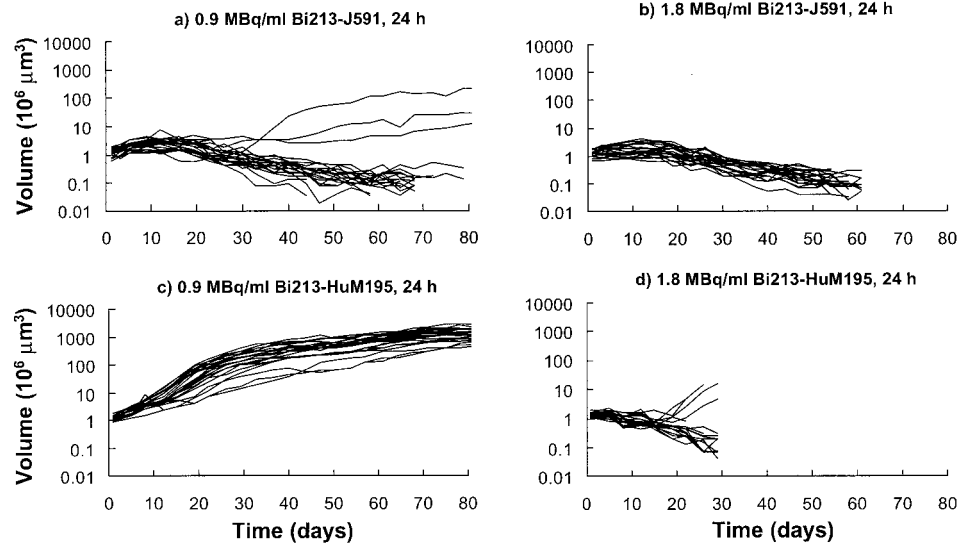 a) 0.9 MBq/ml Bi213-J591, 24 h
Volume (10⁶ μm³)
10000
1000
100
10
1
0.1
0.01
0 10 20 30 40 50 60 70 80
b) 1.8 MBq/ml Bi213-J591, 24 h
10000
1000
100
10
1
0.1
0.01
0 10 20 30 40 50 60 70 80
c) 0.9 MBq/ml Bi213-HuM195, 24 h
Volume (10⁶ μm³)
10000
1000
100
10
1
0.1
0.01
0 10 20 30 40 50 60 70 80
Time (days)
d) 1.8 MBq/ml Bi213-HuM195, 24 h
10000
1000
100
10
1
0.1
0.01
0 10 20 30 40 50 60 70 80
Time (days)